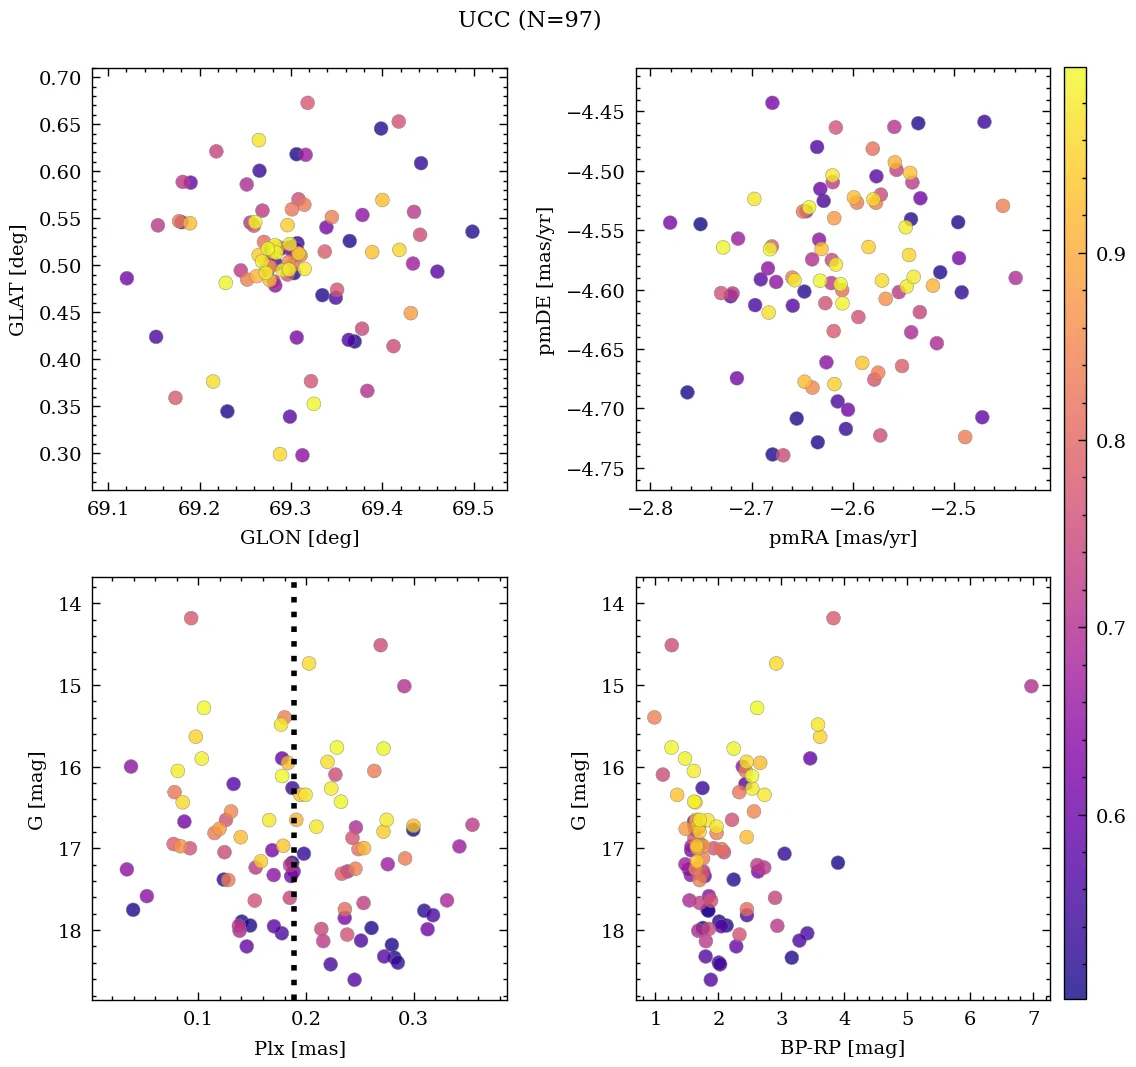 UCC (N=97)
0.70
0.65
0.60
0.55
0.50
0.45
0.40
0.35
0.30
GLAT [deg]
69.1 69.2 69.3 69.4 69.5
GLON [deg]
−4.45
−4.50
−4.55
−4.60
−4.65
−4.70
−4.75
pmDE [mas/yr]
−2.8 −2.7 −2.6 −2.5
pmRA [mas/yr]
0.9
0.8
0.7
0.6
14
15
16
17
18
G [mag]
0.1 0.2 0.3
Plx [mas]
14
15
16
17
18
G [mag]
1 2 3 4 5 6 7
BP-RP [mag]